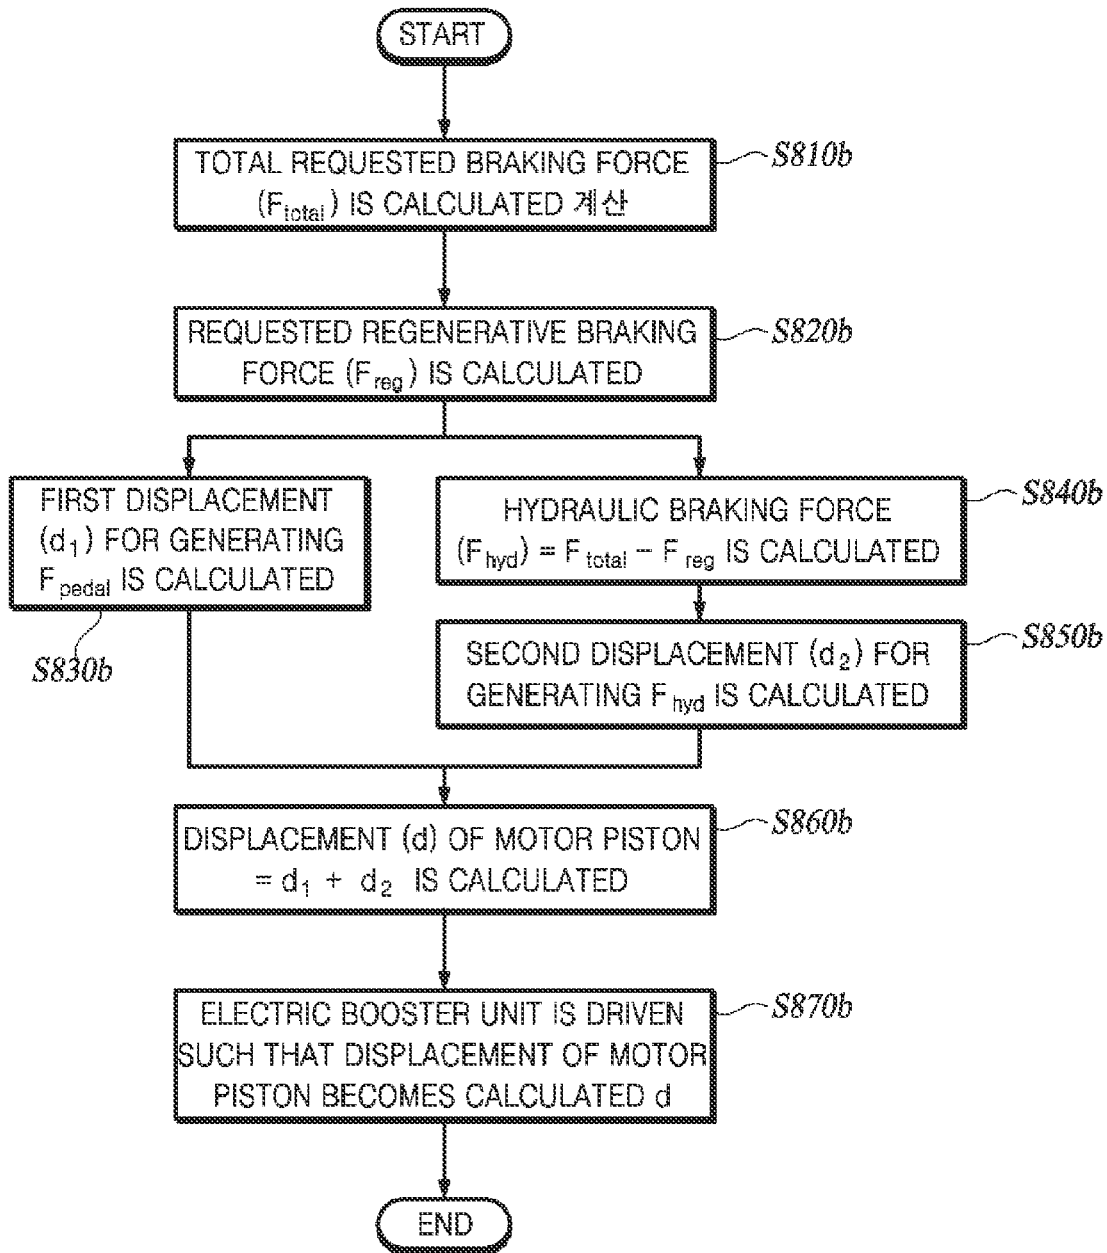 START
TOTAL REQUESTED BRAKING FORCE
(Ftotal) IS CALCULATED 계산
S810b
REQUESTED REGENERATIVE BRAKING
FORCE (Freg) IS CALCULATED
S820b
FIRST DISPLACEMENT
(d1) FOR GENERATING
Fpedal IS CALCULATED
S830b
HYDRAULIC BRAKING FORCE
(Fhyd) = Ftotal − Freg IS CALCULATED
S840b
SECOND DISPLACEMENT (d2) FOR
GENERATING Fhyd IS CALCULATED
S850b
DISPLACEMENT (d) OF MOTOR PISTON
= d1 + d2 IS CALCULATED
S860b
ELECTRIC BOOSTER UNIT IS DRIVEN
SUCH THAT DISPLACEMENT OF MOTOR
PISTON BECOMES CALCULATED d
S870b
END